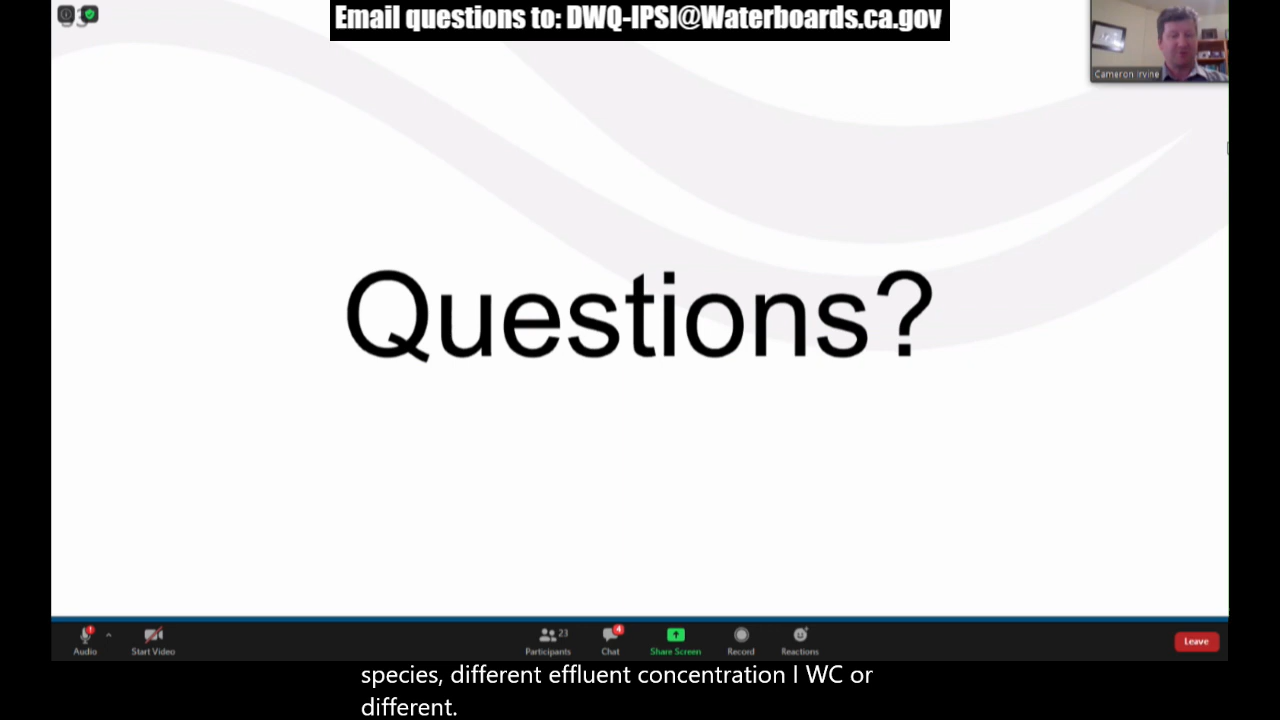 Email questions to: DWQ-IPSI@Waterboards.ca.gov
Cameron Irvine
Questions?
23
4
Audio
Start Video
Participants
Chat
Share Screen
Record
Reactions
Leave
species, different effluent concentration I WC or
different.